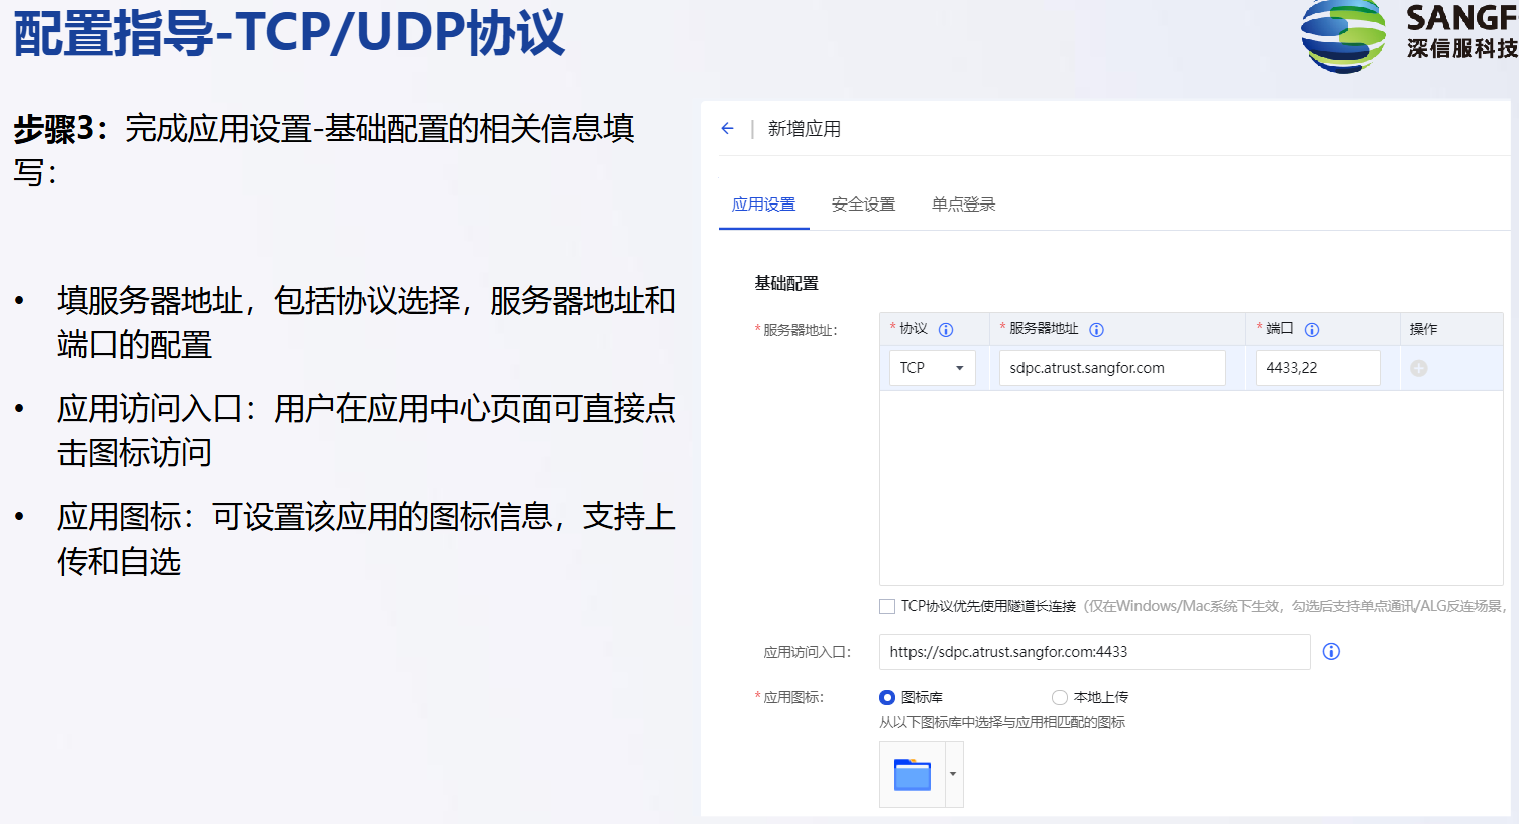 配置指导-TCP/UDP协议
SANGF
深信服科技
步骤3：完成应用设置-基础配置的相关信息填
写：
• 填服务器地址，包括协议选择，服务器地址和
端口的配置
• 应用访问入口：用户在应用中心页面可直接点
击图标访问
• 应用图标：可设置该应用的图标信息，支持上
传和自选
新增应用
应用设置 安全设置 单点登录
基础配置
*服务器地址: *协议 *服务器地址 *端口 操作
TCP sdpc.atrust.sangfor.com 4433,22
TCP协议优先使用隧道长连接（仅在Windows/Mac系统下生效，勾选后支持单点通讯/ALG反连场景，
应用访问入口: https://sdpc.atrust.sangfor.com:4433
*应用图标: 图标库 本地上传
从以下图标库中选择与应用相匹配的图标